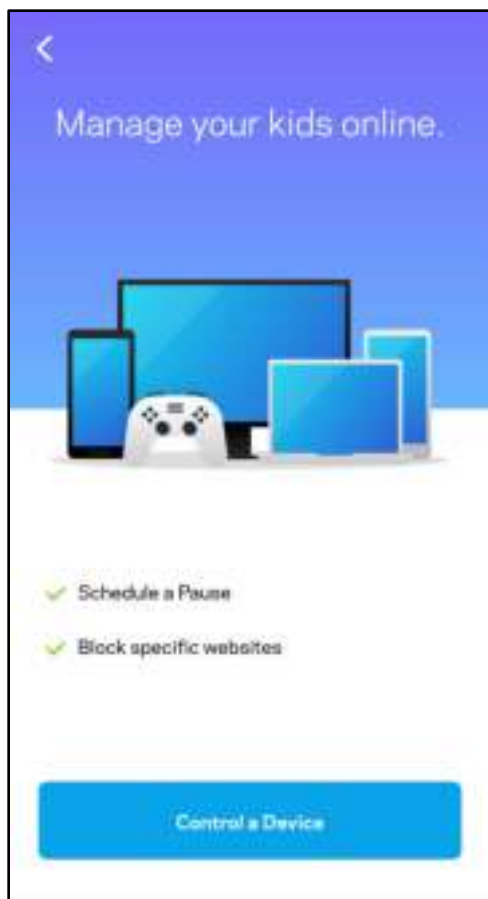 Manage your kids online.
Schedule a Pause
Block specific websites
Control a Device